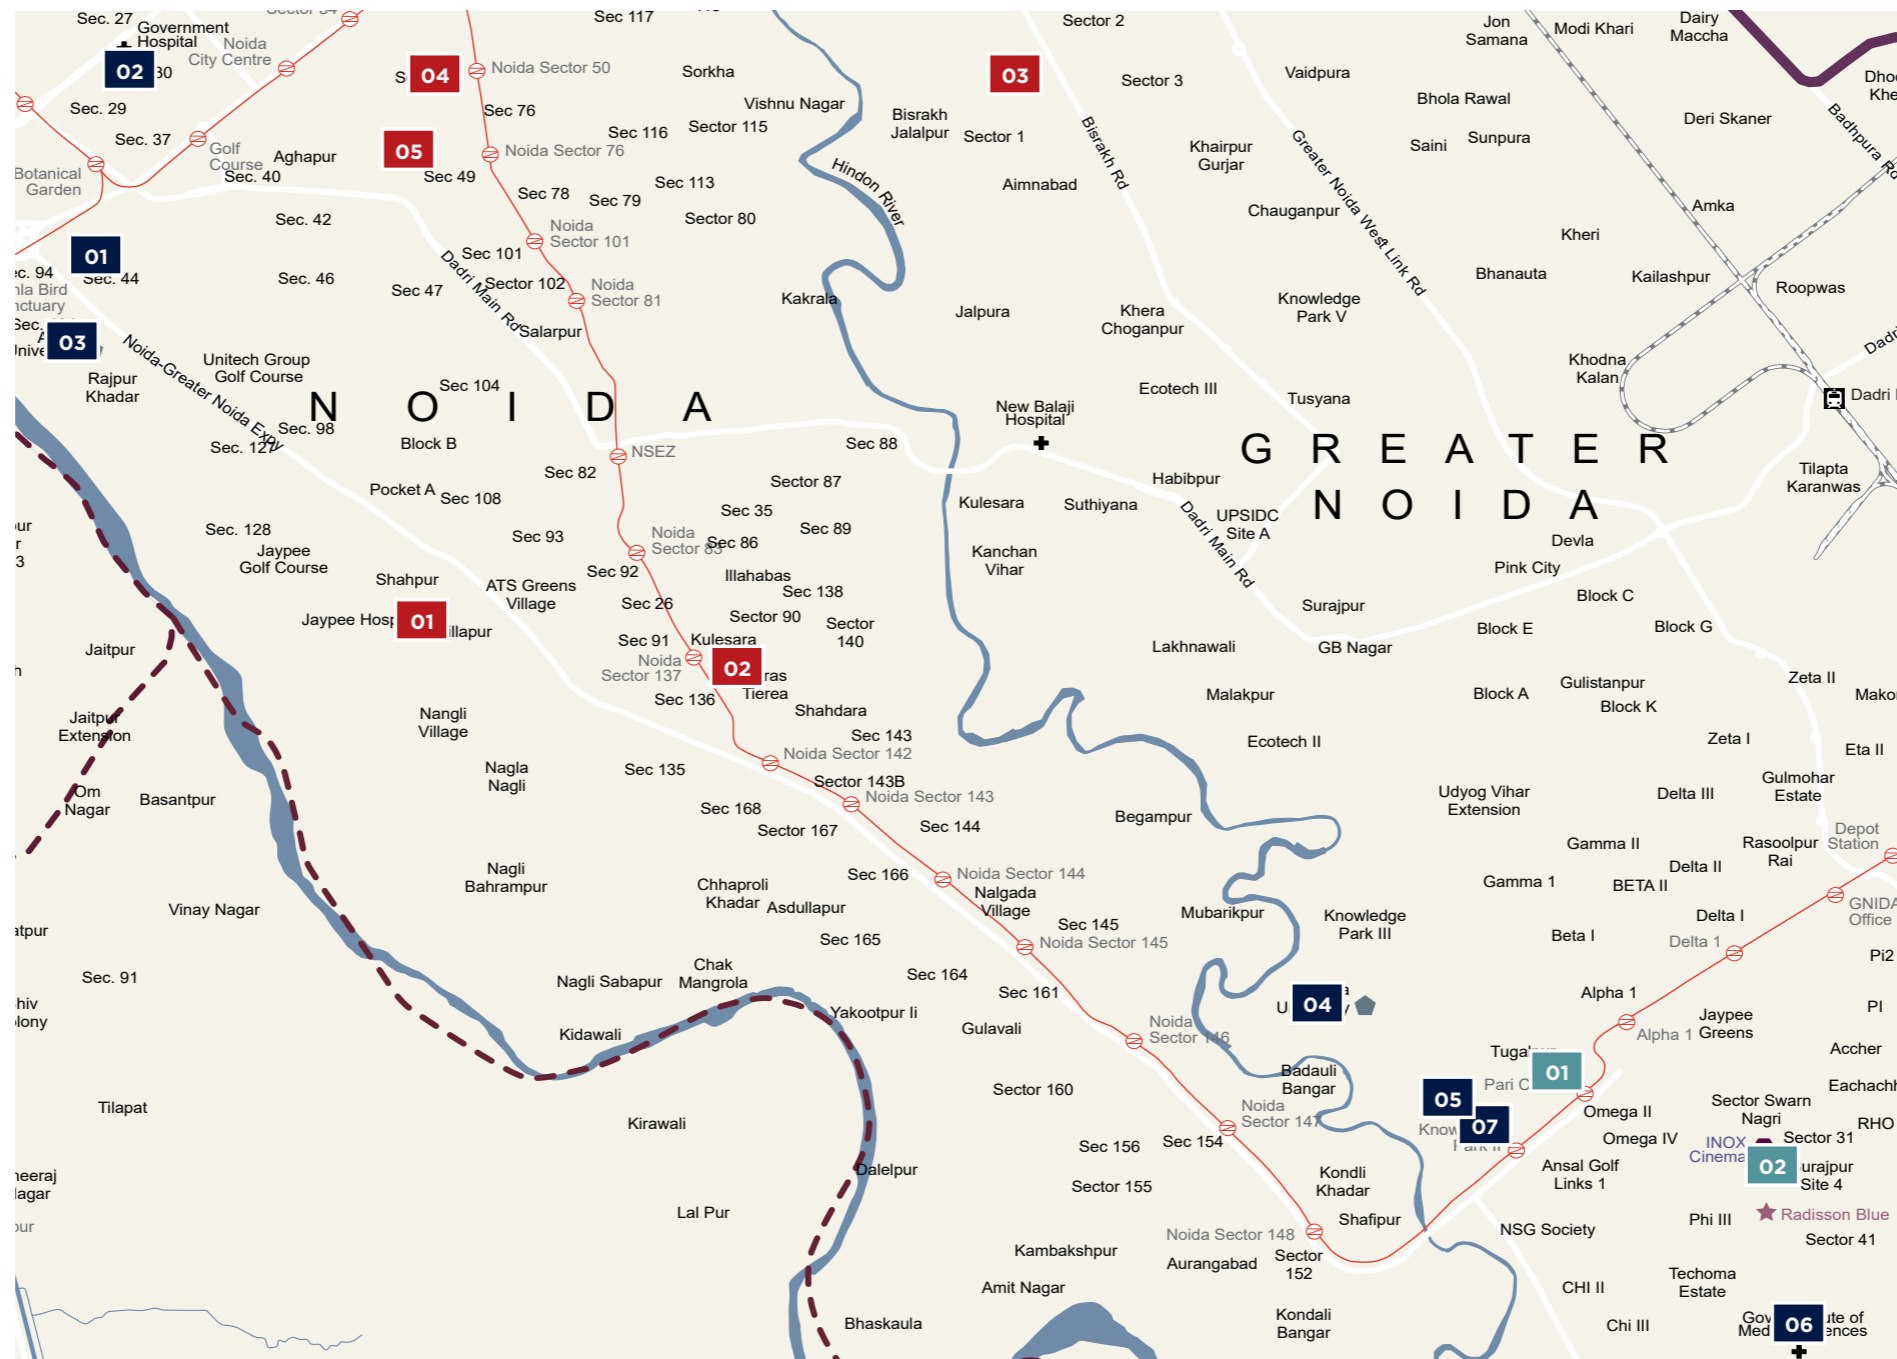 Sec. 27
Government
Hospital
Noida
City Centre
02
Sec. 29
Sec. 37
Golf
Course
Aghapur
Sec. 40
Botanical
Garden
Sec. 42
01
Sec. 44
Sec. 46
Sec 47
03
Rajpur
Khadar
Noida-Greater Noida Expy
Unitech Group
Golf Course
Sec 117
04
Noida Sector 50
Sorkha
Vishnu Nagar
Sec 76
Sec 116
Sector 115
05
Noida Sector 76
Sec 49
Sec 78
Sec 79
Sec 113
Sector 80
Noida
Sector 101
Sec 101
Dadri Main Rd
Sector 102
Noida
Sector 81
Salarpur
Kakrala
Hindon River
Sec 104
NOIDA
Sec. 98
Sec. 127
Block B
NSEZ
Sec 88
Sec 82
Sector 87
Pocket A
Sec 108
Sec 35
Sec 89
Sec. 128
Sec 93
Noida
Sector 83
Sec 86
Jaypee
Golf Course
Shahpur
Sec 92
Illahabas
Sec 138
ATS Greens
Village
Sec 26
Sector 90
Sector
140
Jaypee
01
Sec 91
Kulesara
Noida
Sector 137
02
Tierea
Sec 136
Shahdara
Sec 143
Noida Sector 142
Sector 143B
Noida Sector 143
Jaitpur
Jaitpur
Extension
Om
Nagar
Basantpur
Nangli
Village
Nagla
Nagli
Sec 135
Sec 168
Sector 167
Sec 144
Nagli
Bahrampur
Vinay Nagar
Chhaproli
Khadar
Asdullapur
Sec 166
Noida Sector 144
Nalgada
Village
Sec 165
Sec 145
Noida Sector 145
Sec. 91
Nagli Sabapur
Chak
Mangrola
Sec 164
Sec 161
Yakootpur Ii
Gulavali
Kidawali
Noida
Sector 146
Tilapat
Kirawali
Sector 160
Noida
Sector 147
Dalelpur
Sec 156
Sec 154
Sector 155
Lal Pur
Noida Sector 148
Kambakshpur
Aurangabad
Sector
152
Amit Nagar
Bhaskaula
Kondali
Bangar
Sector 2
03
Sector 3
Bisrakh
Jalalpur
Sector 1
Bisrakh Rd
Aimnabad
Khairpur
Gurjar
Vaidpura
Greater Noida West Link Rd
Chauganpur
Jon
Samana
Modi Khari
Dairy
Maccha
Bhola Rawal
Deri Skaner
Saini
Sunpura
Badhpura Rd
Amka
Kheri
Bhanauta
Kailashpur
Roopwas
Jalpura
Khera
Choganpur
Knowledge
Park V
Khodna
Kalan
Ecotech III
Tusyana
Dadri
New Balaji
Hospital
GREATER
NOIDA
Habibpur
Kulesara
Suthiyana
UPSIDC
Site A
Tilapta
Karanwas
Kanchan
Vihar
Dadri Main Rd
Devla
Pink City
Block C
Surajpur
Block E
Block G
Lakhnawali
GB Nagar
Malakpur
Block A
Gulistanpur
Block K
Zeta II
Ecotech II
Zeta I
Eta II
Udyog Vihar
Extension
Delta III
Gulmohar
Estate
Begampur
Gamma II
Rasoolpur
Rai
Depot
Station
Gamma 1
BETA II
Delta II
Mubarikpur
Knowledge
Park III
Beta I
Delta I
Delta 1
GNIDA
Office
Pi2
04
Alpha 1
Alpha 1
Jaypee
Greens
PI
Accher
Badauli
Bangar
01
05
07
Omega II
Sector Swarn
Nagri
RHO
Omega IV
INOX
Cinema
Sector 31
02
Site 4
Ansal Golf
Links 1
Kondli
Khadar
Shafipur
NSG Society
Phi III
Radisson Blue
Sector 41
CHI II
Techoma
Estate
Chi III
06